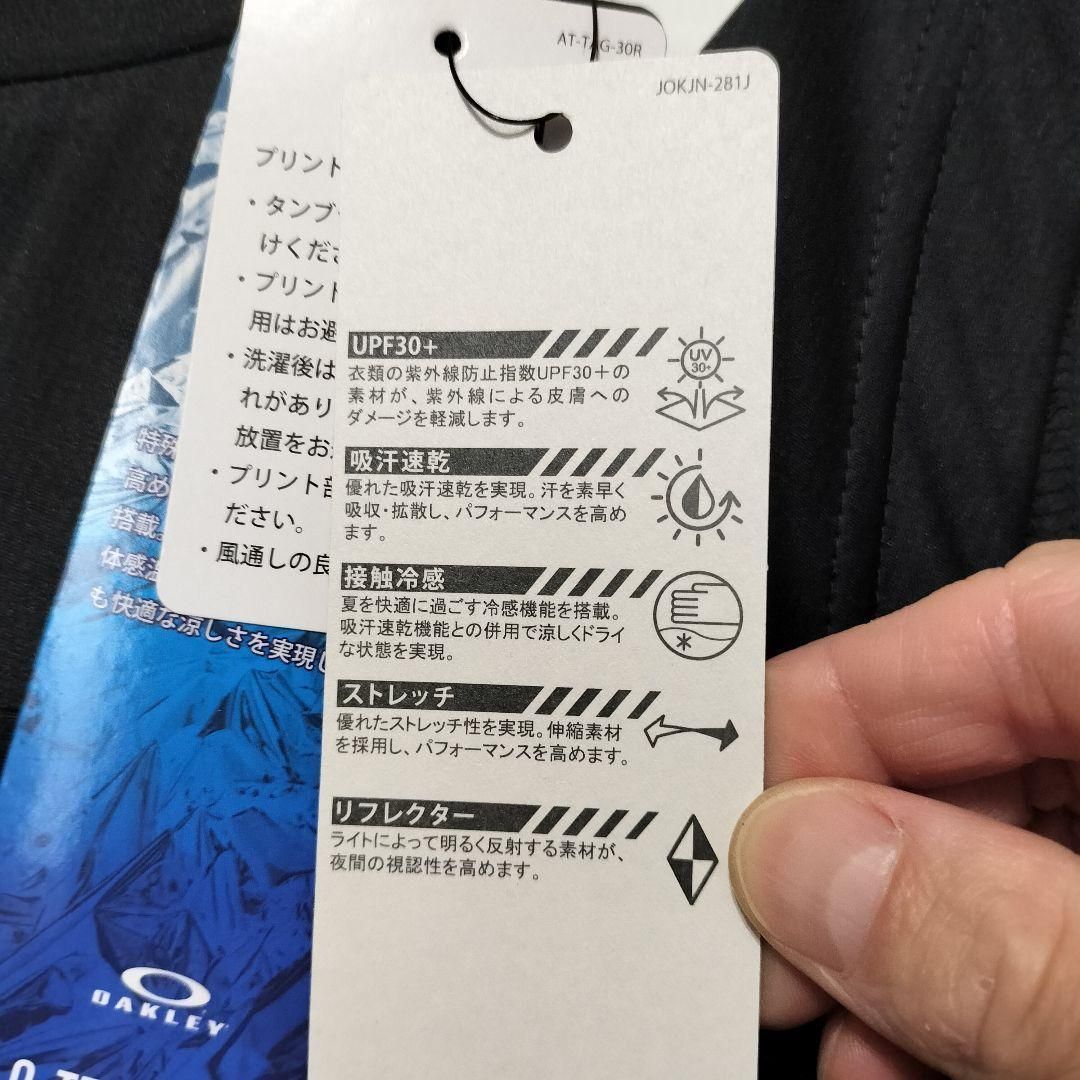 AT-TAG-30R
JOKJN-281J
プリント
・タンブ
けくださ
・プリント
用はお避
・洗濯後は
れがあり
放置をお
・プリント部
ださい。
・風通しの良
UPF30+
衣類の紫外線防止指数UPF30+の
素材が、紫外線による皮膚への
ダメージを軽減します。
UV
30+
吸汗速乾
優れた吸汗速乾を実現。汗を素早く
吸収・拡散し、パフォーマンスを高め
ます。
接触冷感
夏を快適に過ごす冷感機能を搭載。
吸汗速乾機能との併用で涼しくドライ
な状態を実現。
ストレッチ
優れたストレッチ性を実現。伸縮素材
を採用し、パフォーマンスを高めます。
リフレクター
ライトによって明るく反射する素材が、
夜間の視認性を高めます。
特殊
高め
搭載。
体感温
も快適な涼しさを実現し
OAKLEY